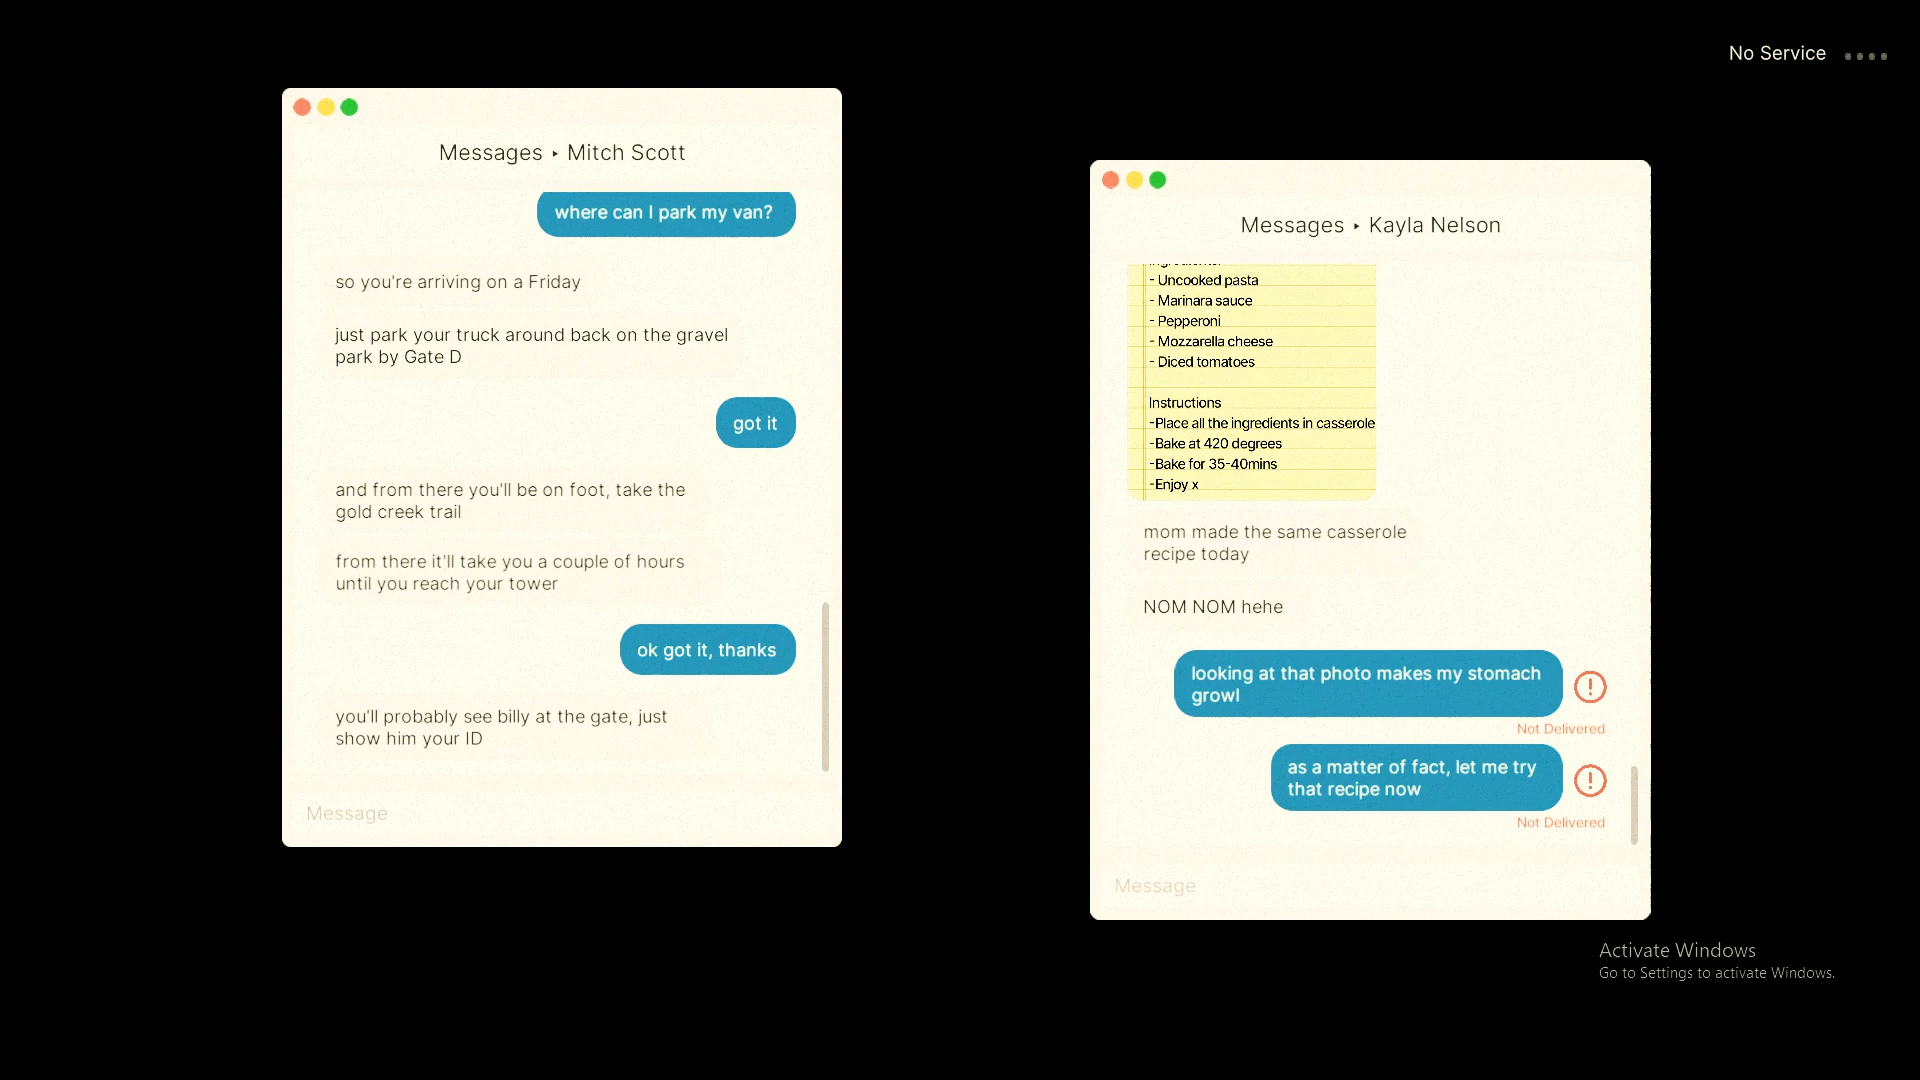 No Service
Messages ‣ Mitch Scott
where can I park my van?
so you're arriving on a Friday
just park your truck around back on the gravel
park by Gate D
got it
and from there you'll be on foot, take the
gold creek trail
from there it'll take you a couple of hours
until you reach your tower
ok got it, thanks
you'll probably see billy at the gate, just
show him your ID
Message
Messages ‣ Kayla Nelson
- Uncooked pasta
- Marinara sauce
- Pepperoni
- Mozzarella cheese
- Diced tomatoes
Instructions
-Place all the ingredients in casserole
-Bake at 420 degrees
-Bake for 35-40mins
-Enjoy x
mom made the same casserole
recipe today
NOM NOM hehe
looking at that photo makes my stomach
growl
Not Delivered
as a matter of fact, let me try
that recipe now
Not Delivered
Message
Activate Windows
Go to Settings to activate Windows.